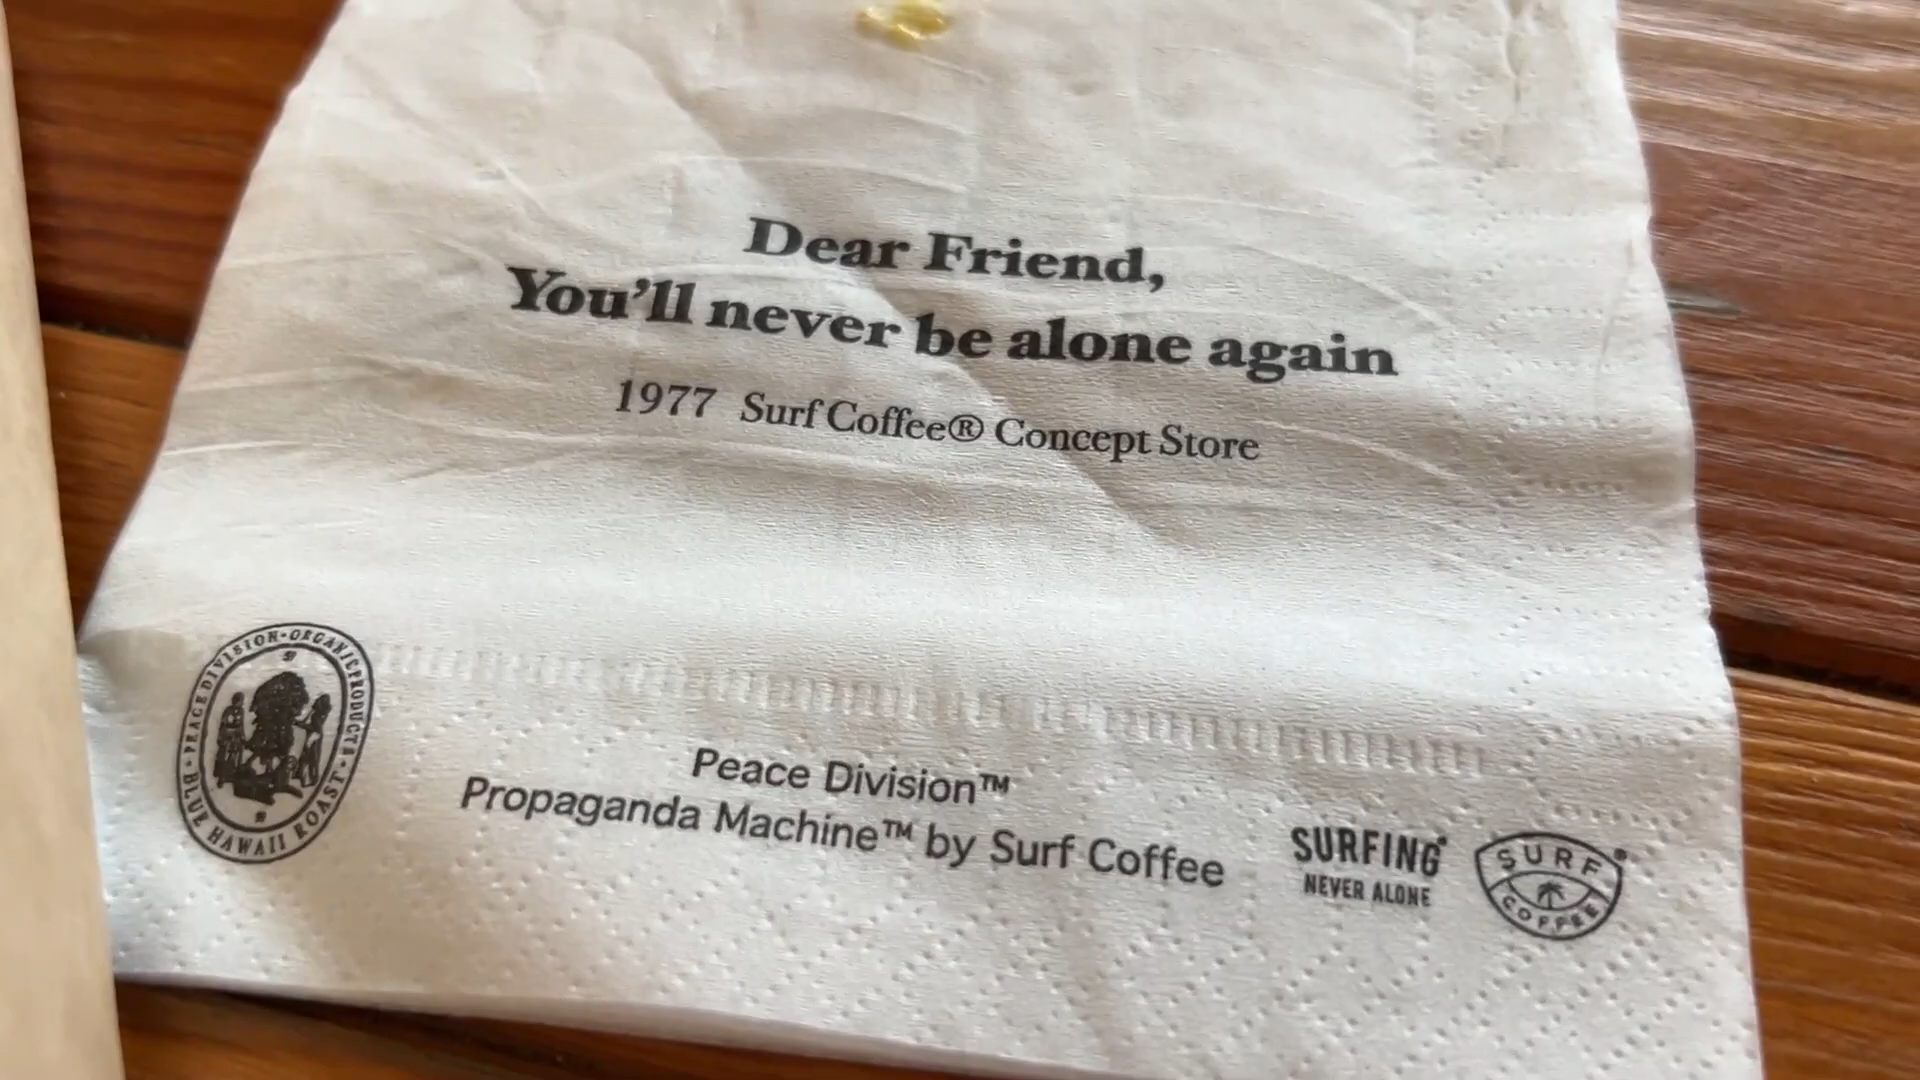 Dear Friend,
You'll never be alone again
1977 Surf Coffee® Concept Store
PEACE DIVISION • ORGANIC PRODUCTS • BLUE HAWAII ROAST •
Peace Division™
Propaganda Machine™ by Surf Coffee
SURFING®
NEVER ALONE
SURF®
COFFEE